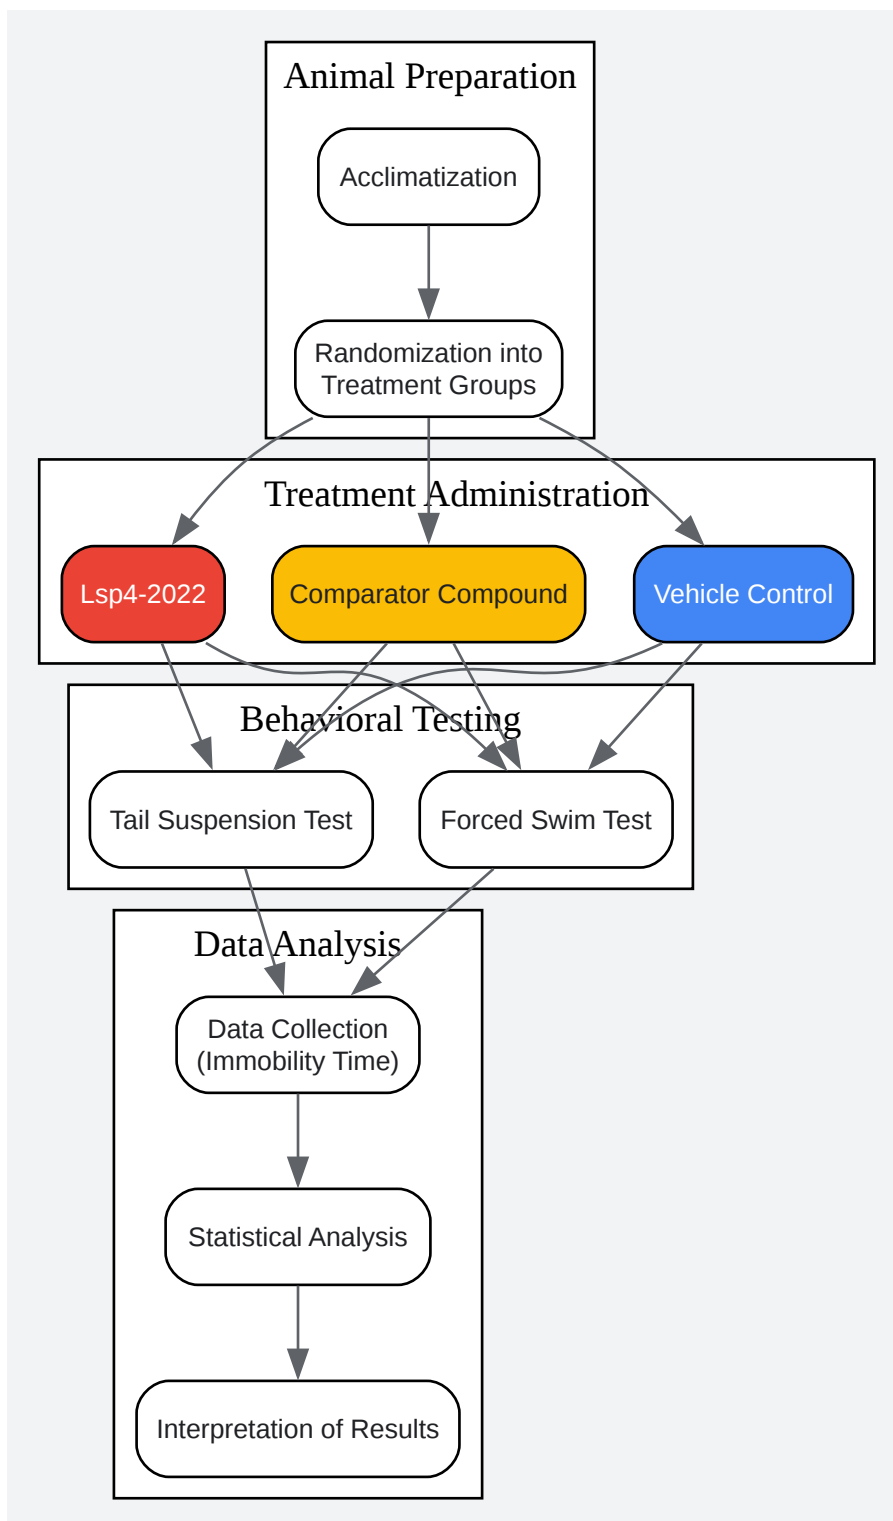 Animal Preparation
Acclimatization
Randomization into
Treatment Groups
Treatment Administration
Lsp4-2022
Comparator Compound
Vehicle Control
Behavioral Testing
Tail Suspension Test
Forced Swim Test
Data Analysis
Data Collection
(Immobility Time)
Statistical Analysis
Interpretation of Results